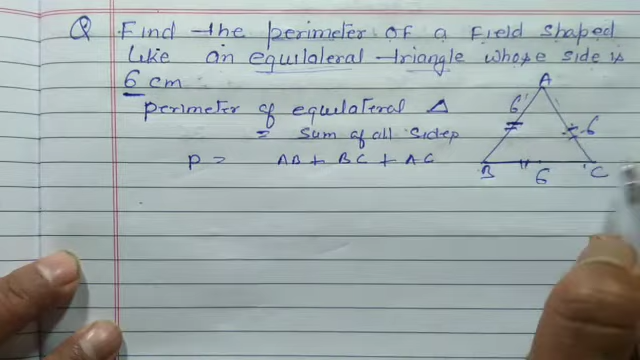 Q Find the perimeter of a Field shaped
like an equilateral triangle whose side is
6 cm
perimeter of equilateral Δ
= Sum of all sides
P = AB + BC + AC
A
6
6
B
6
C